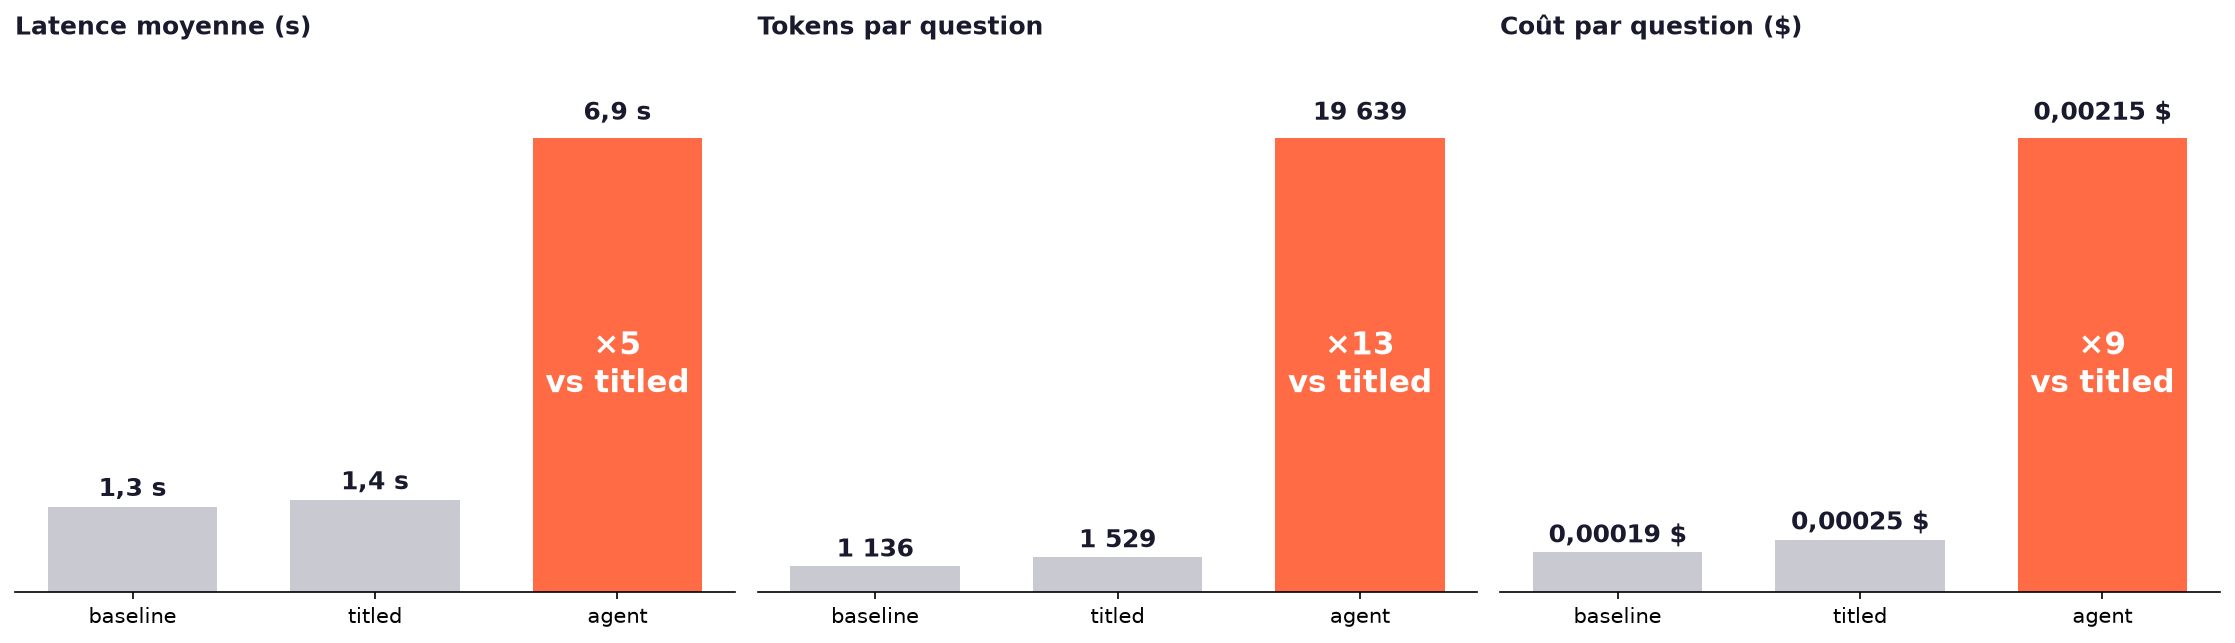 Latence moyenne (s)
6,9 s
×5
vs titled
1,3 s
1,4 s
baseline
titled
agent
Tokens par question
19 639
×13
vs titled
1 136
1 529
baseline
titled
agent
Coût par question ($)
0,00215 $
×9
vs titled
0,00019 $
0,00025 $
baseline
titled
agent